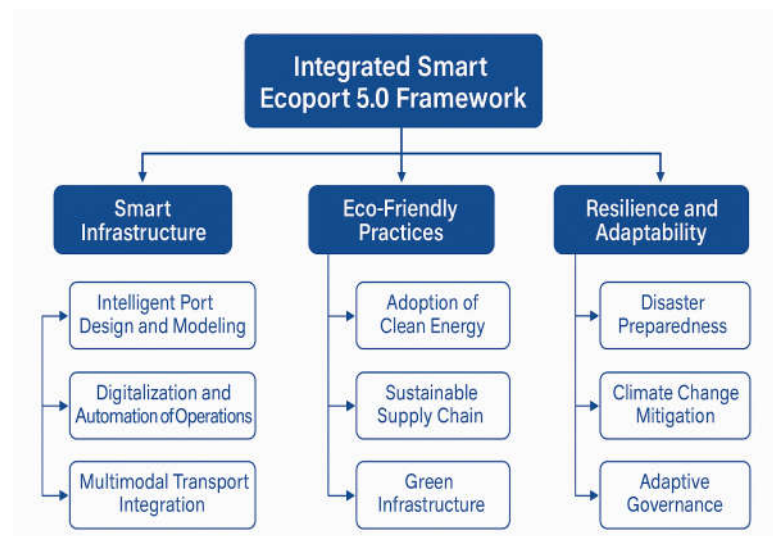 Integrated Smart
Ecoport 5.0 Framework
Smart
Infrastructure
Intelligent Port
Design and Modeling
Digitalization and
Automation of Operations
Multimodal Transport
Integration
Eco-Friendly
Practices
Adoption of
Clean Energy
Sustainable
Supply Chain
Green
Infrastructure
Resilience and
Adaptability
Disaster
Preparedness
Climate Change
Mitigation
Adaptive
Governance